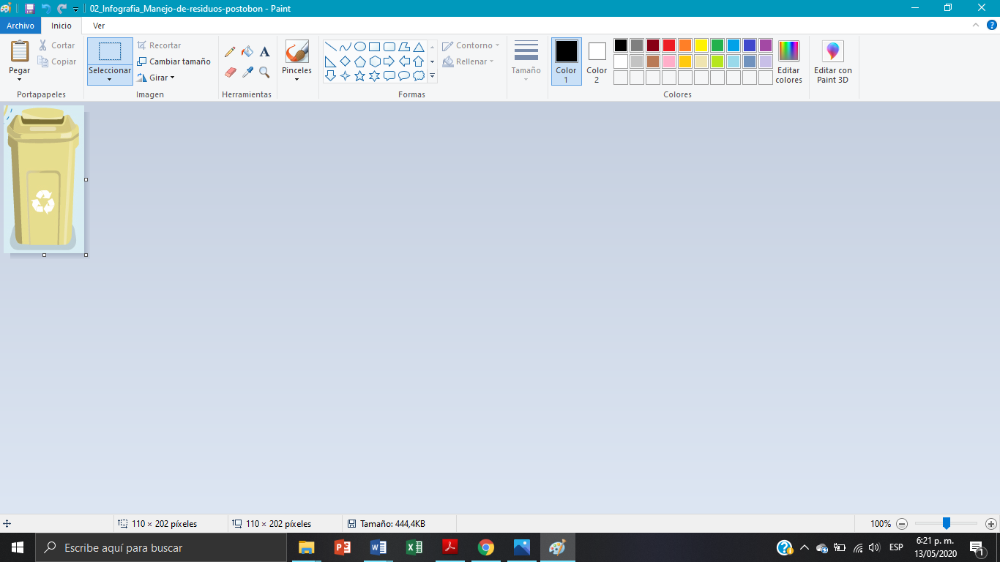 02_Infografia_Manejo-de-residuos-postobon - Paint
Archivo Inicio Ver
Pegar
Cortar
Copiar
Portapapeles
Seleccionar
Recortar
Cambiar tamaño
Girar
Imagen
Herramientas
Pinceles
Contorno
Rellenar
Formas
Tamaño
Color 1
Color 2
Editar colores
Colores
Editar con Paint 3D
110 × 202 píxeles
110 × 202 píxeles
Tamaño: 444,4KB
100%
Escribe aquí para buscar
ESP
6:21 p. m.
13/05/2020
1